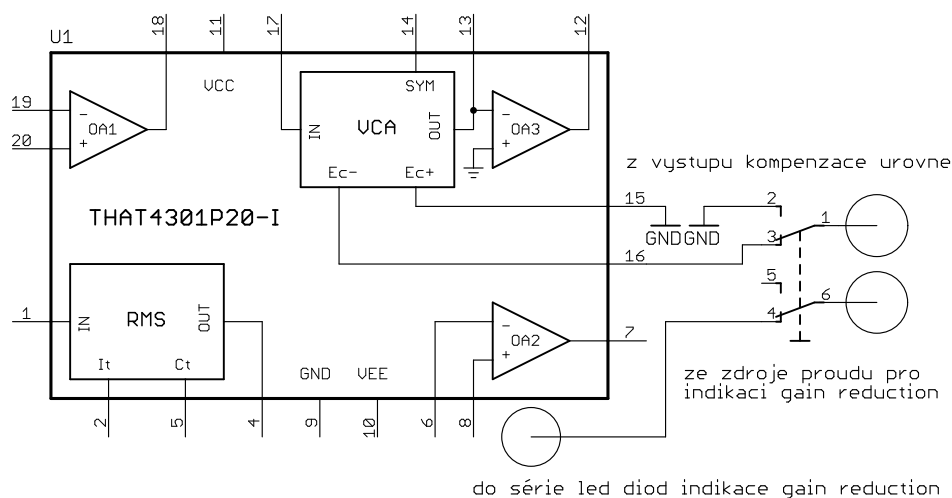 18 11 17 14 13 12
U1
VCC
SYM
19
OA1
IN VCA OUT
OA3
20
Ec- Ec+
z vystupu kompenzace urovne
15 2
THAT4301P20-I
GND GND
1
3
16
5
6
1
IN RMS OUT
4
OA2
7
It Ct
GND VEE
ze zdroje proudu pro
indikaci gain reduction
2 5 4 9 10 6 8
do série led diod indikace gain reduction